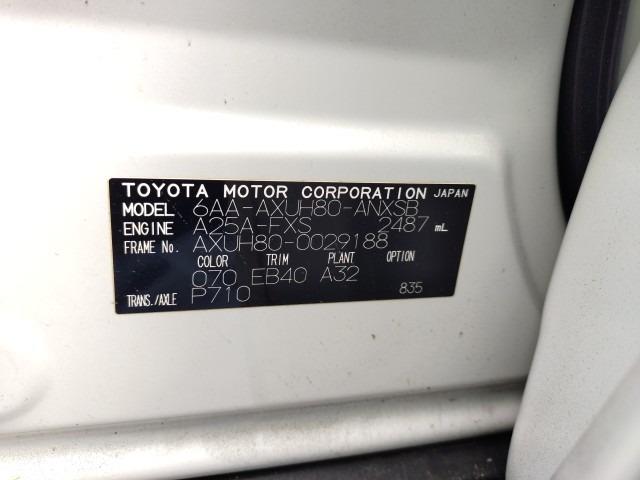 TOYOTA MOTOR CORPORATION JAPAN
MODEL 6AA-AXUH80-ANXSB
ENGINE A25A-FXS 2487 mL
FRAME No. AXUH80-0029188
COLOR TRIM PLANT OPTION
070 EB40 A32
TRANS./AXLE P710 835